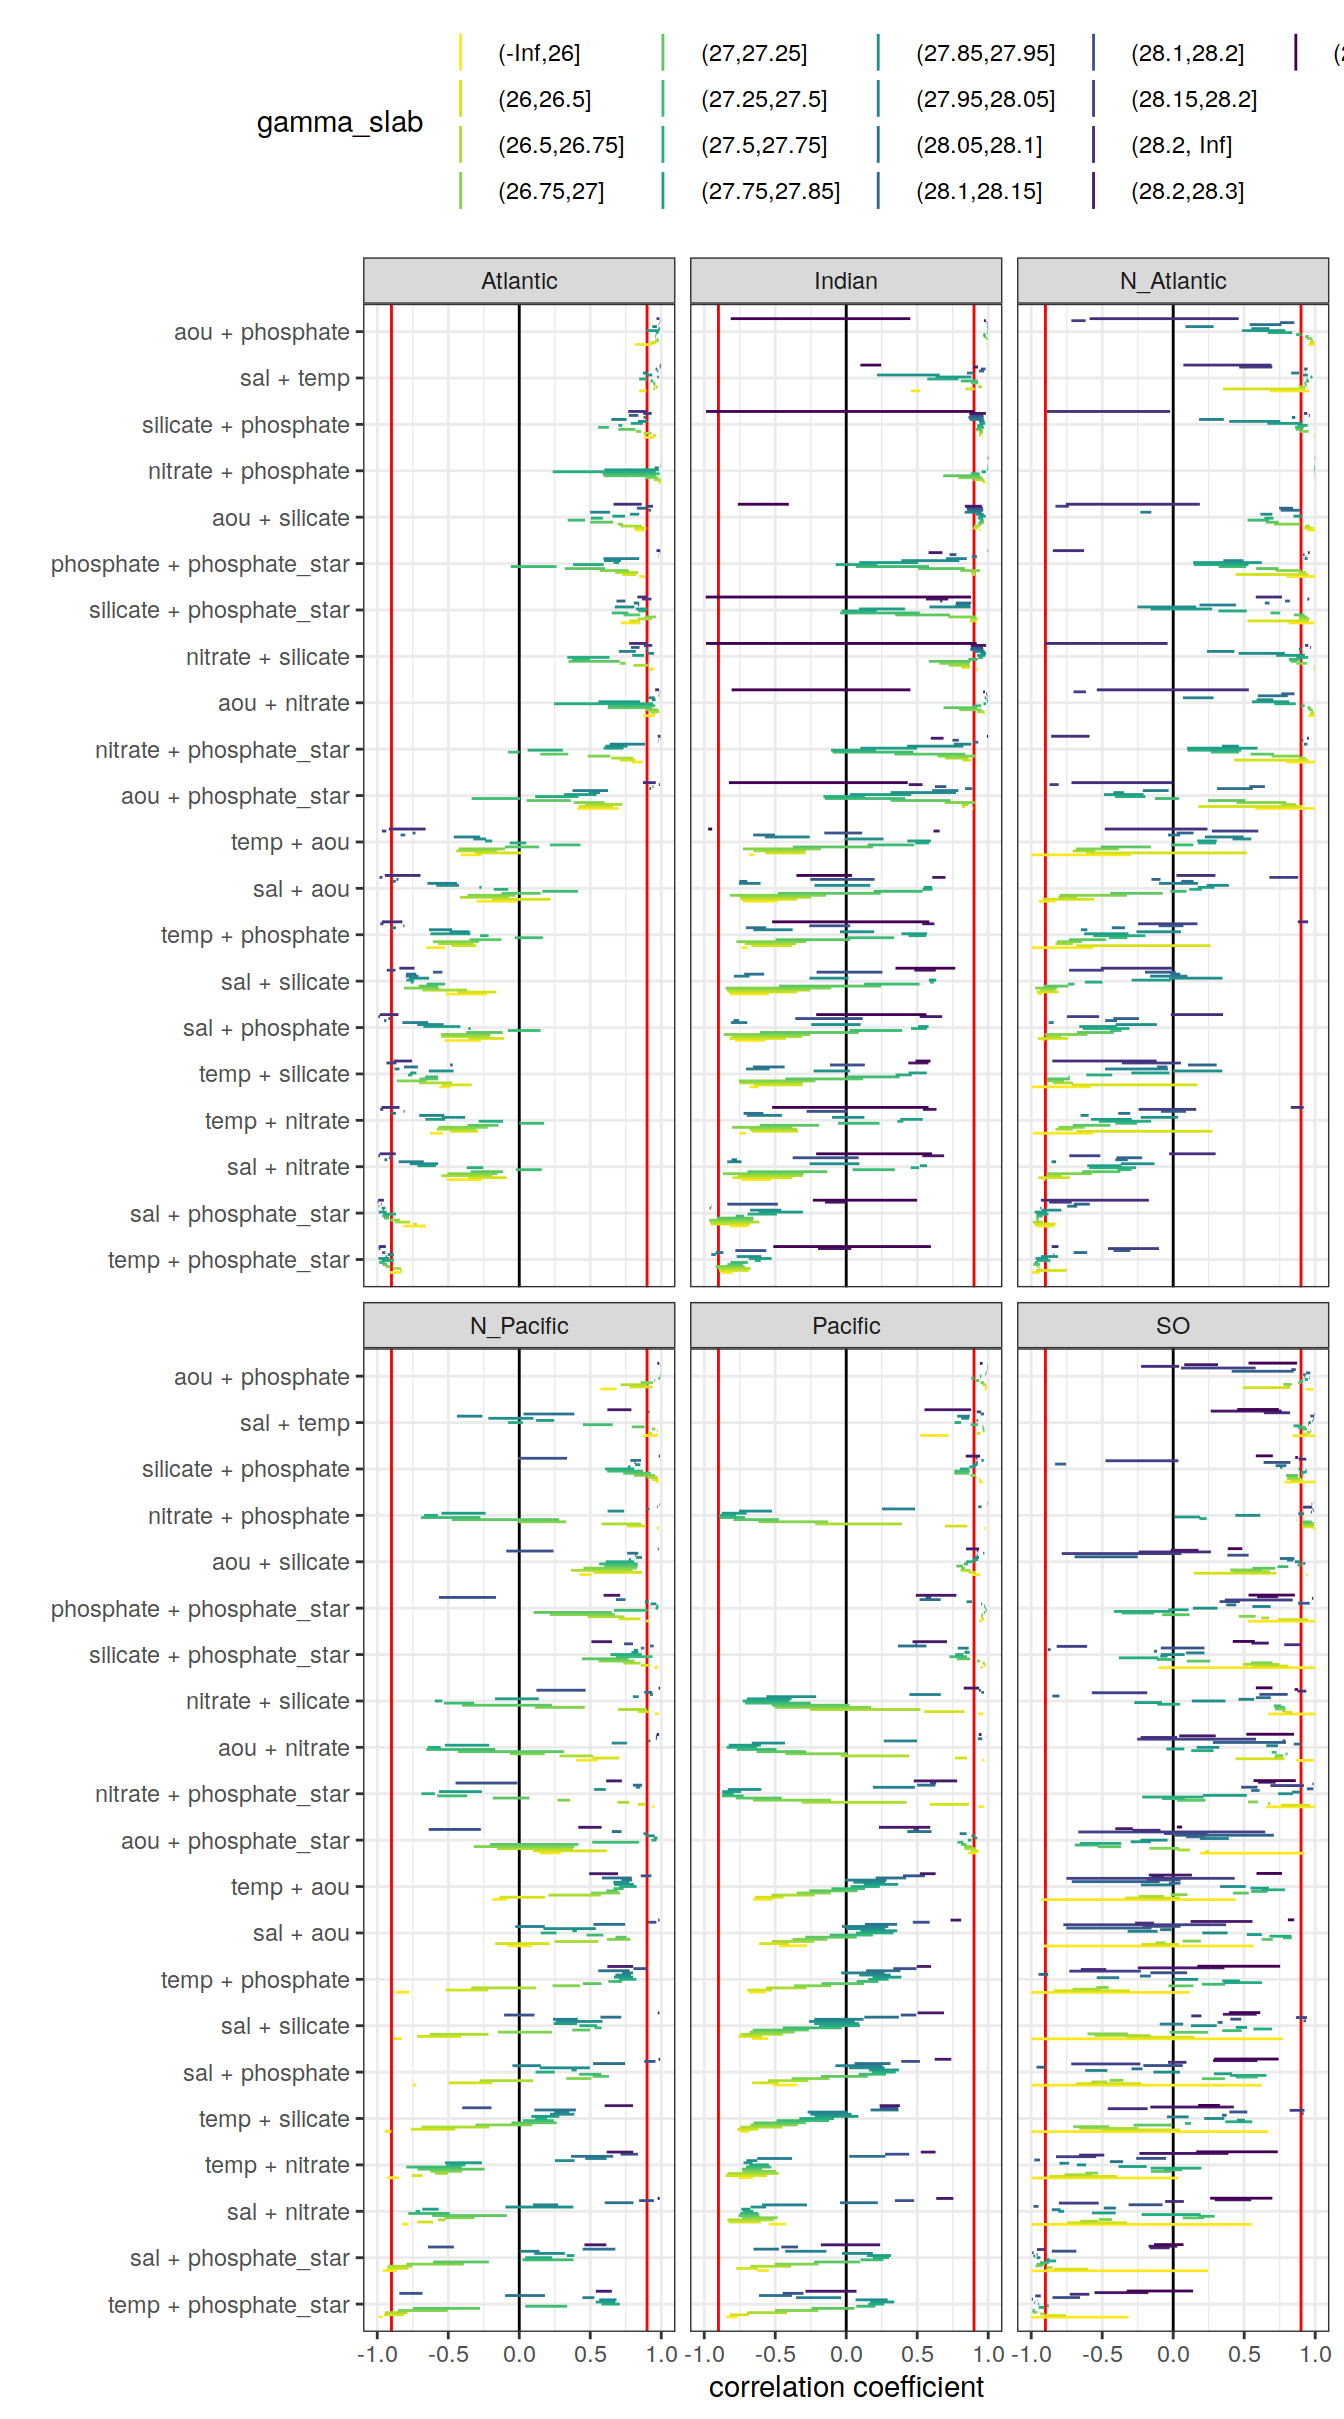 (-Inf,26] (27,27.25] (27.85,27.95] (28.1,28.2] (2
(26,26.5] (27.25,27.5] (27.95,28.05] (28.15,28.2]
gamma_slab
(26.5,26.75] (27.5,27.75] (28.05,28.1] (28.2, Inf]
(26.75,27] (27.75,27.85] (28.1,28.15] (28.2,28.3]
Atlantic Indian N_Atlantic
aou + phosphate
sal + temp
silicate + phosphate
nitrate + phosphate
aou + silicate
phosphate + phosphate_star
silicate + phosphate_star
nitrate + silicate
aou + nitrate
nitrate + phosphate_star
aou + phosphate_star
temp + aou
sal + aou
temp + phosphate
sal + silicate
sal + phosphate
temp + silicate
temp + nitrate
sal + nitrate
sal + phosphate_star
temp + phosphate_star
N_Pacific Pacific SO
aou + phosphate
sal + temp
silicate + phosphate
nitrate + phosphate
aou + silicate
phosphate + phosphate_star
silicate + phosphate_star
nitrate + silicate
aou + nitrate
nitrate + phosphate_star
aou + phosphate_star
temp + aou
sal + aou
temp + phosphate
sal + silicate
sal + phosphate
temp + silicate
temp + nitrate
sal + nitrate
sal + phosphate_star
temp + phosphate_star
-1.0 -0.5 0.0 0.5 1.0 -1.0 -0.5 0.0 0.5 1.0 -1.0 -0.5 0.0 0.5 1.0
correlation coefficient